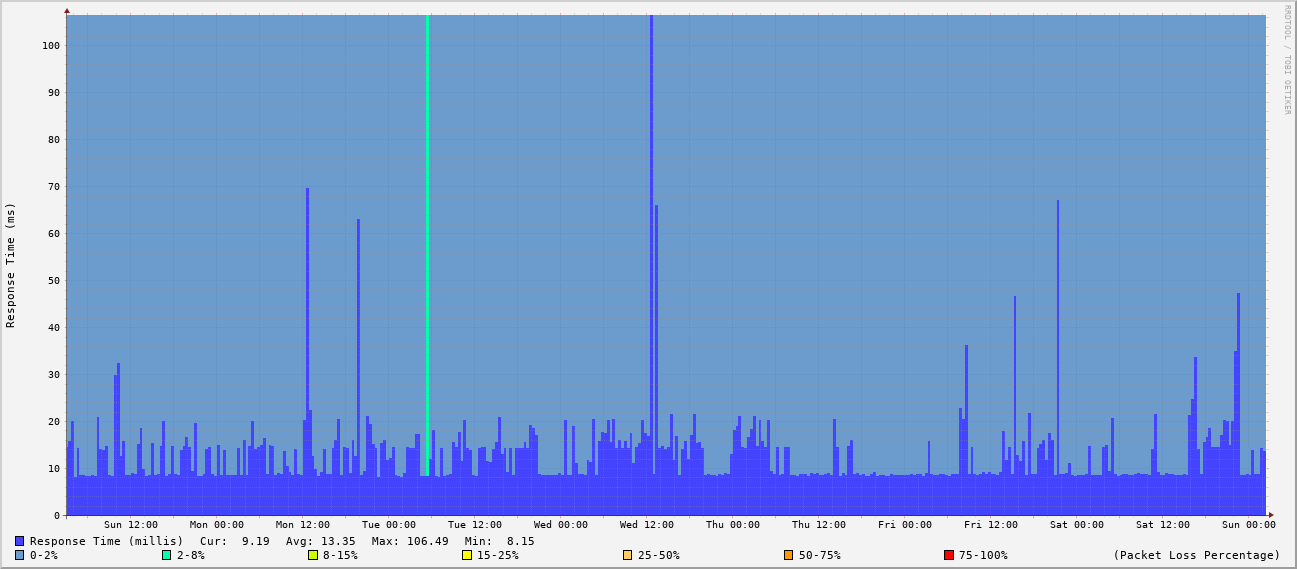 RRDTOOL / TOBI OETIKER
Response Time (ms)
100
90
80
70
60
50
40
30
20
10
0
Sun 12:00 Mon 00:00 Mon 12:00 Tue 00:00 Tue 12:00 Wed 00:00 Wed 12:00 Thu 00:00 Thu 12:00 Fri 00:00 Fri 12:00 Sat 00:00 Sat 12:00 Sun 00:00
Response Time (millis) Cur: 9.19 Avg: 13.35 Max: 106.49 Min: 8.15
0-2% 2-8% 8-15% 15-25% 25-50% 50-75% 75-100% (Packet Loss Percentage)